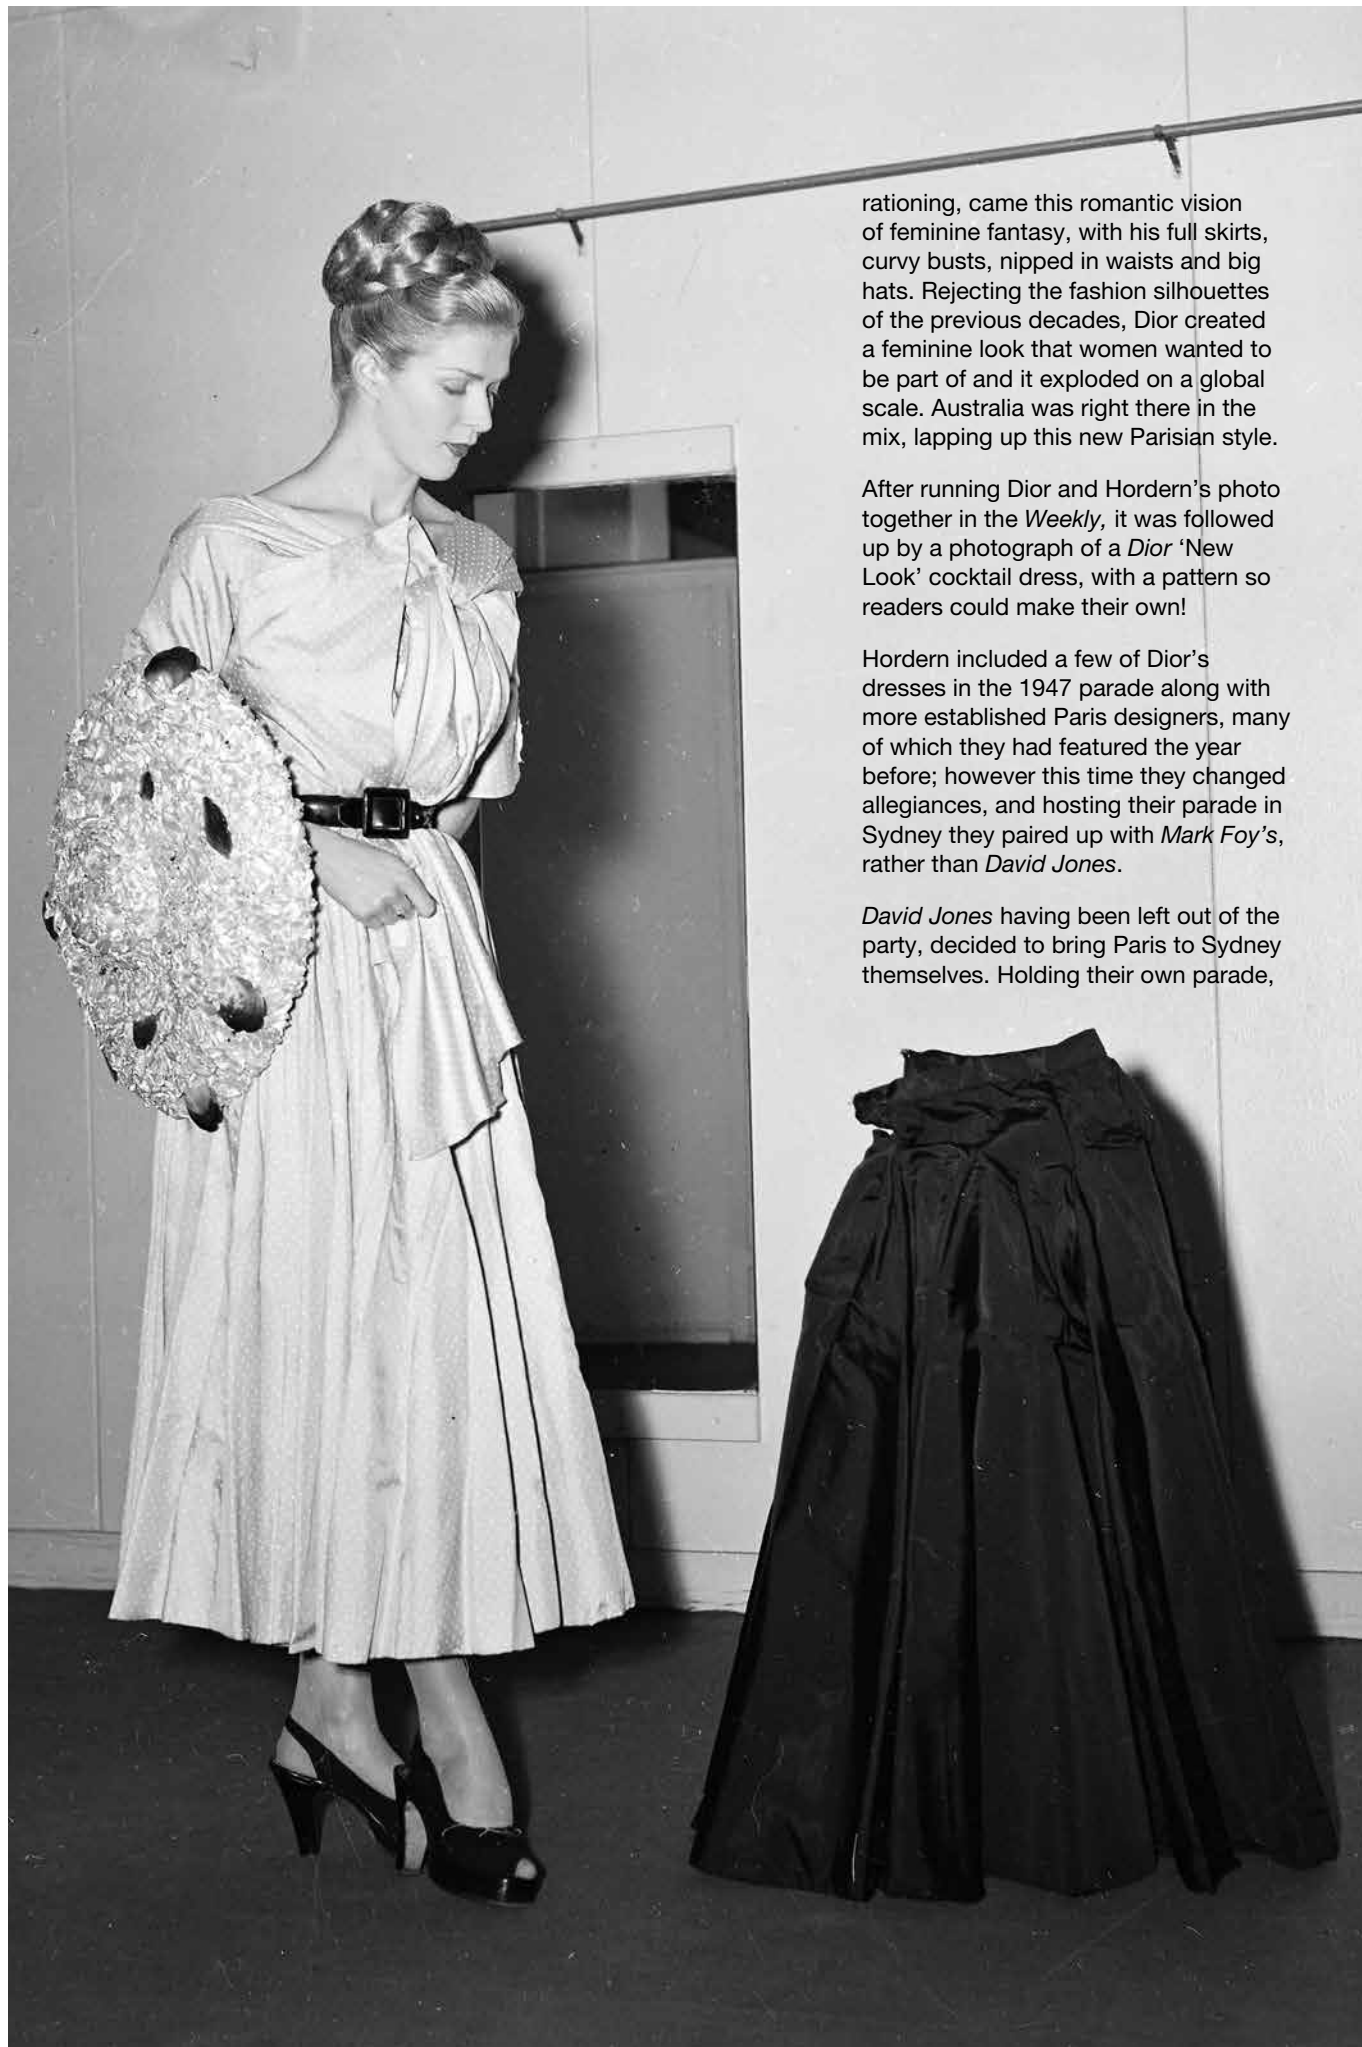 rationing, came this romantic vision
of feminine fantasy, with his full skirts,
curvy busts, nipped in waists and big
hats. Rejecting the fashion silhouettes
of the previous decades, Dior created
a feminine look that women wanted to
be part of and it exploded on a global
scale. Australia was right there in the
mix, lapping up this new Parisian style.
After running Dior and Hordern’s photo
together in the Weekly, it was followed
up by a photograph of a Dior ‘New
Look’ cocktail dress, with a pattern so
readers could make their own!
Hordern included a few of Dior’s
dresses in the 1947 parade along with
more established Paris designers, many
of which they had featured the year
before; however this time they changed
allegiances, and hosting their parade in
Sydney they paired up with Mark Foy’s,
rather than David Jones.
David Jones having been left out of the
party, decided to bring Paris to Sydney
themselves. Holding their own parade,